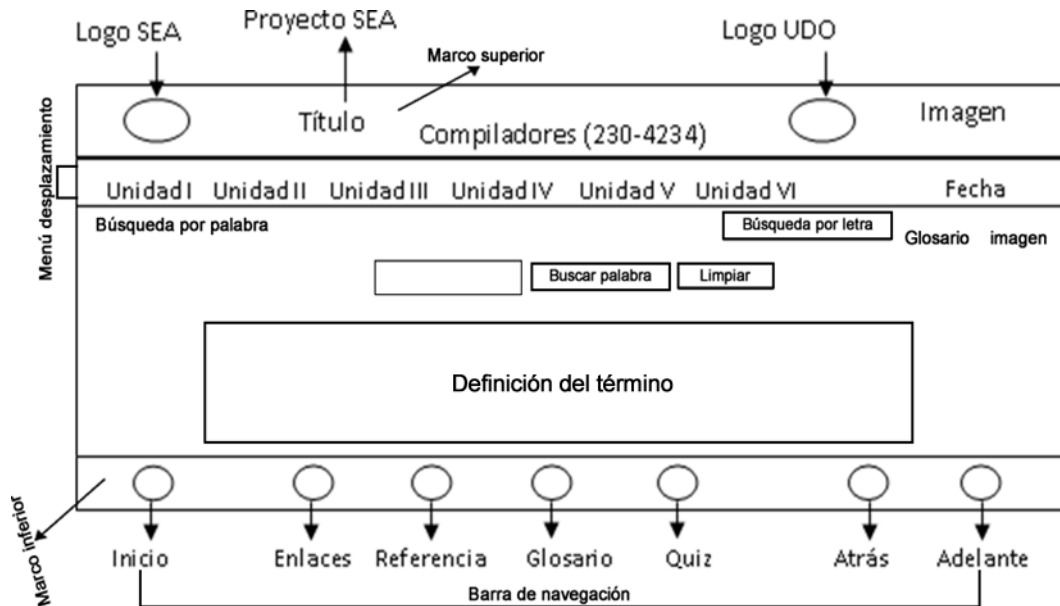 Logo SEA
Proyecto SEA
Logo UDO
Marco superior
Título
Compiladores (230-4234)
Imagen
Menú desplazamiento
Unidad I Unidad II Unidad III Unidad IV Unidad V Unidad VI Fecha
Búsqueda por palabra
Búsqueda por letra
Glosario imagen
Buscar palabra
Limpiar
Definición del término
Marco inferior
Inicio Enlaces Referencia Glosario Quiz Atrás Adelante
Barra de navegación